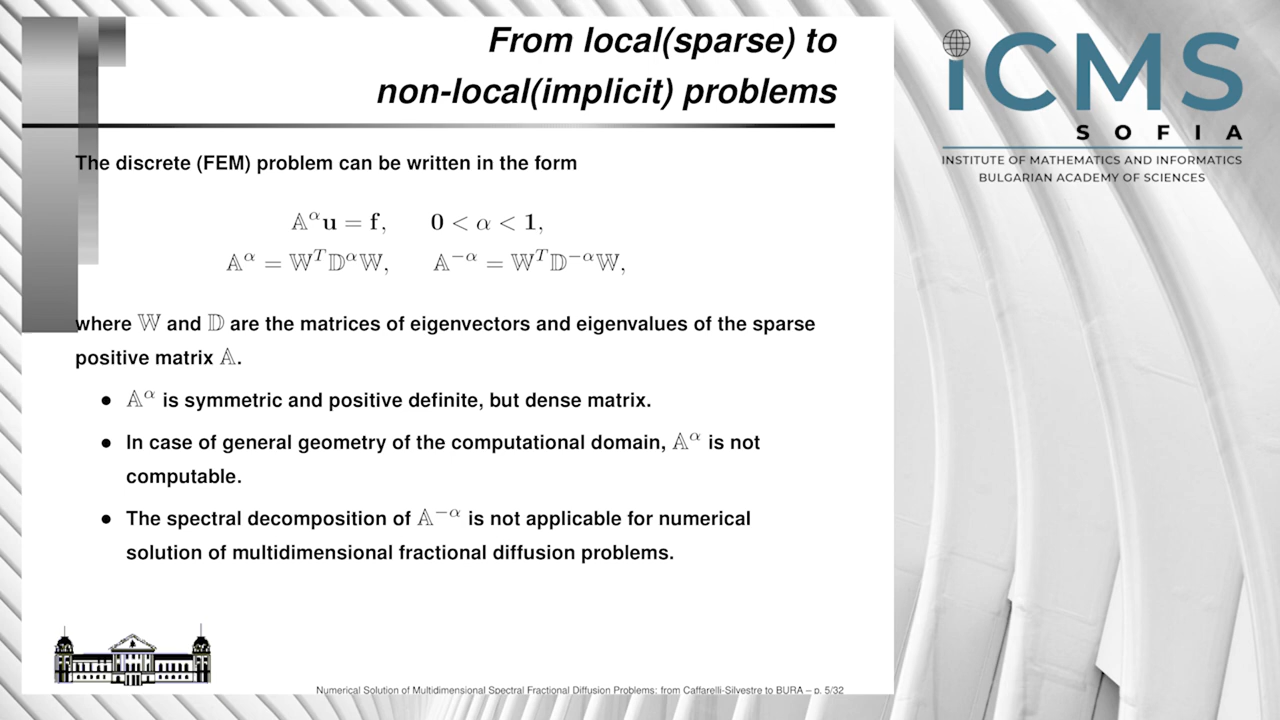 From local(sparse) to
non-local(implicit) problems
The discrete (FEM) problem can be written in the form
𝔸^α 𝐮 = 𝐟, 𝟎 < α < 𝟏,
𝔸^α = 𝕎^T 𝔻^α 𝕎, 𝔸^−α = 𝕎^T 𝔻^−α 𝕎,
where 𝕎 and 𝔻 are the matrices of eigenvectors and eigenvalues of the sparse
positive matrix 𝔸.
● 𝔸^α is symmetric and positive definite, but dense matrix.
● In case of general geometry of the computational domain, 𝔸^α is not
computable.
● The spectral decomposition of 𝔸^−α is not applicable for numerical
solution of multidimensional fractional diffusion problems.
Numerical Solution of Multidimensional Spectral Fractional Diffusion Problems: from Caffarelli-Silvestre to BURA – p. 5/32
iCMS
SOFIA
INSTITUTE OF MATHEMATICS AND INFORMATICS
BULGARIAN ACADEMY OF SCIENCES